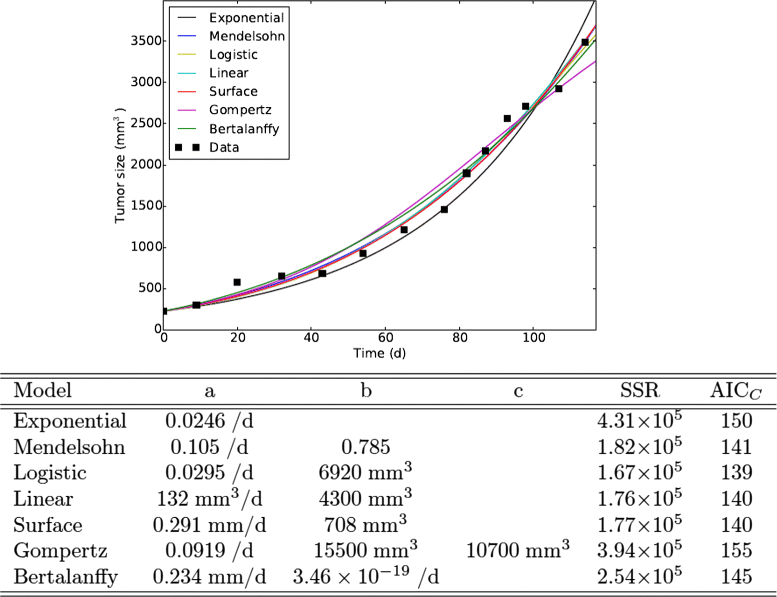 Exponential
Mendelsohn
Logistic
Linear
Surface
Gompertz
Bertalanffy
Data
Tumor size (mm³)
3500
3000
2500
2000
1500
1000
500
0
0 20 40 60 80 100
Time (d)
Model a b c SSR AIC_C
Exponential 0.0246 /d 4.31×10⁵ 150
Mendelsohn 0.105 /d 0.785 1.82×10⁵ 141
Logistic 0.0295 /d 6920 mm³ 1.67×10⁵ 139
Linear 132 mm³/d 4300 mm³ 1.76×10⁵ 140
Surface 0.291 mm/d 708 mm³ 1.77×10⁵ 140
Gompertz 0.0919 /d 15500 mm³ 10700 mm³ 3.94×10⁵ 155
Bertalanffy 0.234 mm/d 3.46 × 10⁻¹⁹ /d 2.54×10⁵ 145